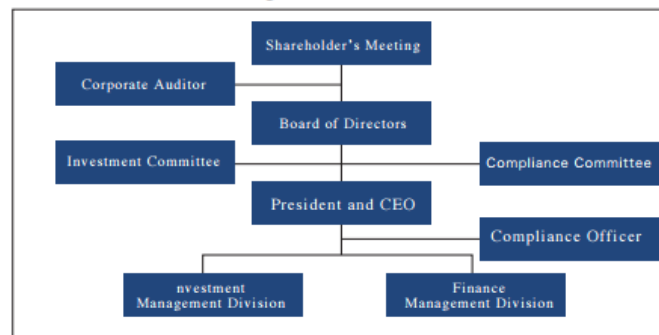 Shareholder's Meeting
Corporate Auditor
Board of Directors
Investment Committee
Compliance Committee
President and CEO
Compliance Officer
nvestment
Management Division
Finance
Management Division